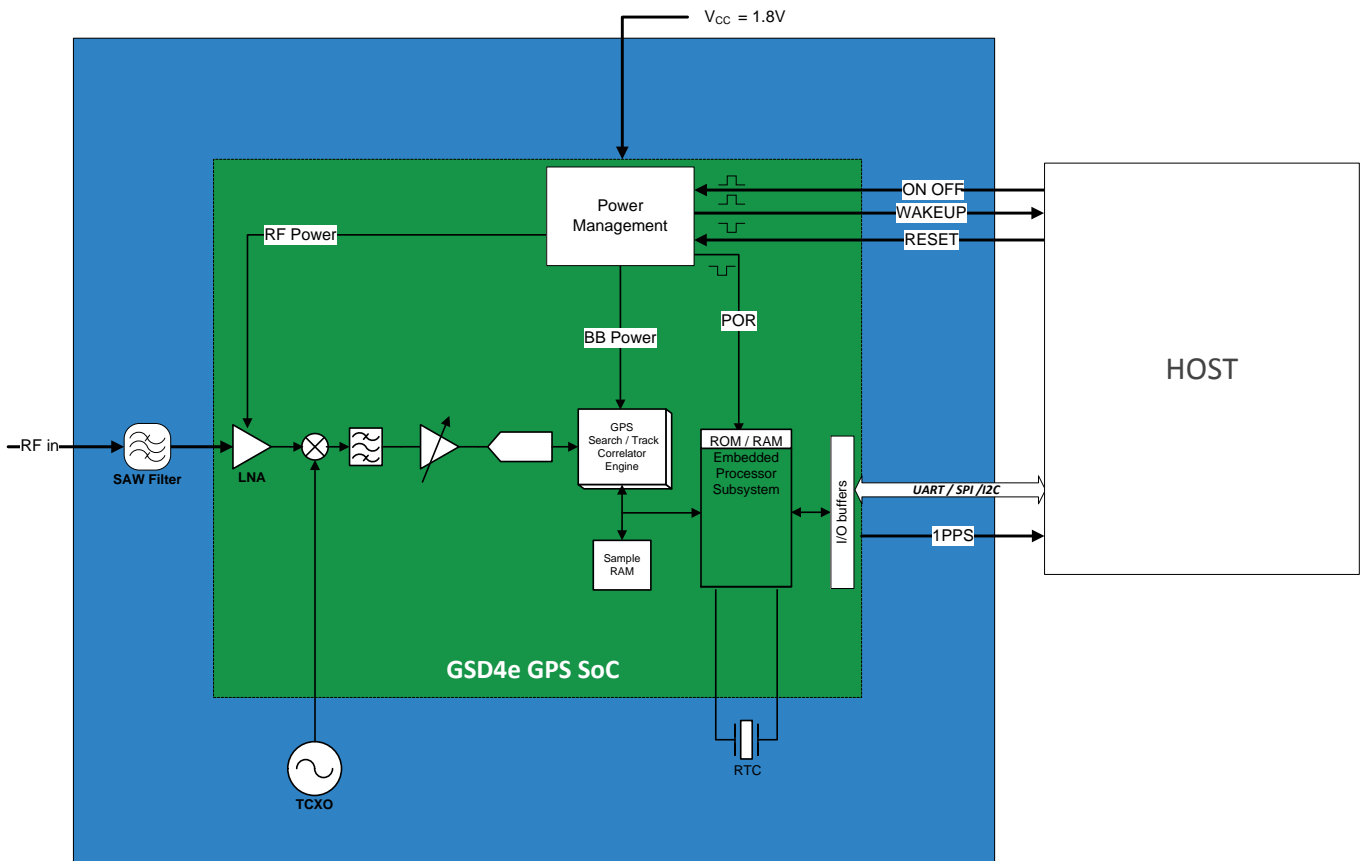 V_CC = 1.8V
Power
Management
ON OFF
WAKEUP
RESET
RF Power
POR
BB Power
HOST
RF in
SAW Filter
LNA
GPS
Search / Track
Correlator
Engine
ROM / RAM
Embedded
Processor
Subsystem
I/O buffers
UART / SPI /I2C
1PPS
Sample
RAM
GSD4e GPS SoC
RTC
TCXO